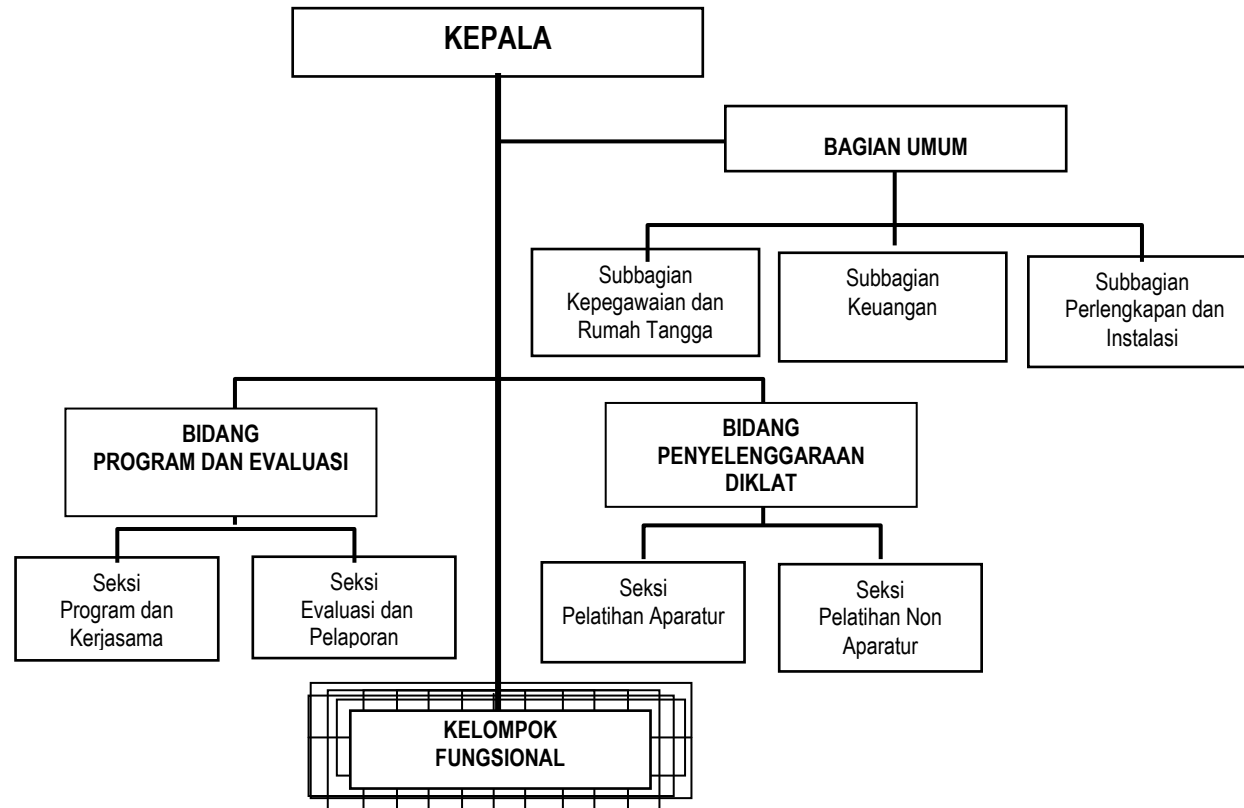 KEPALA
BAGIAN UMUM
Subbagian
Kepegawaian dan
Rumah Tangga
Subbagian
Keuangan
Subbagian
Perlengkapan dan
Instalasi
BIDANG
PROGRAM DAN EVALUASI
BIDANG
PENYELENGGARAAN
DIKLAT
Seksi
Program dan
Kerjasama
Seksi
Evaluasi dan
Pelaporan
Seksi
Pelatihan Aparatur
Seksi
Pelatihan Non
Aparatur
KELOMPOK
FUNGSIONAL